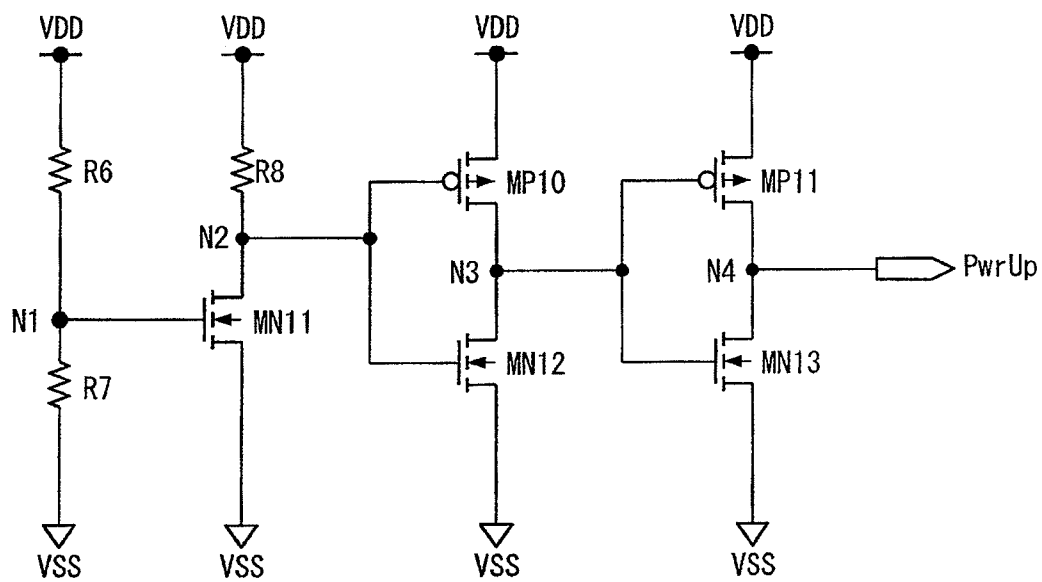 VDD
VDD
VDD
VDD
R6
R8
MP10
MP11
N2
N3
N4
PwrUp
N1
MN11
MN12
MN13
R7
VSS
VSS
VSS
VSS